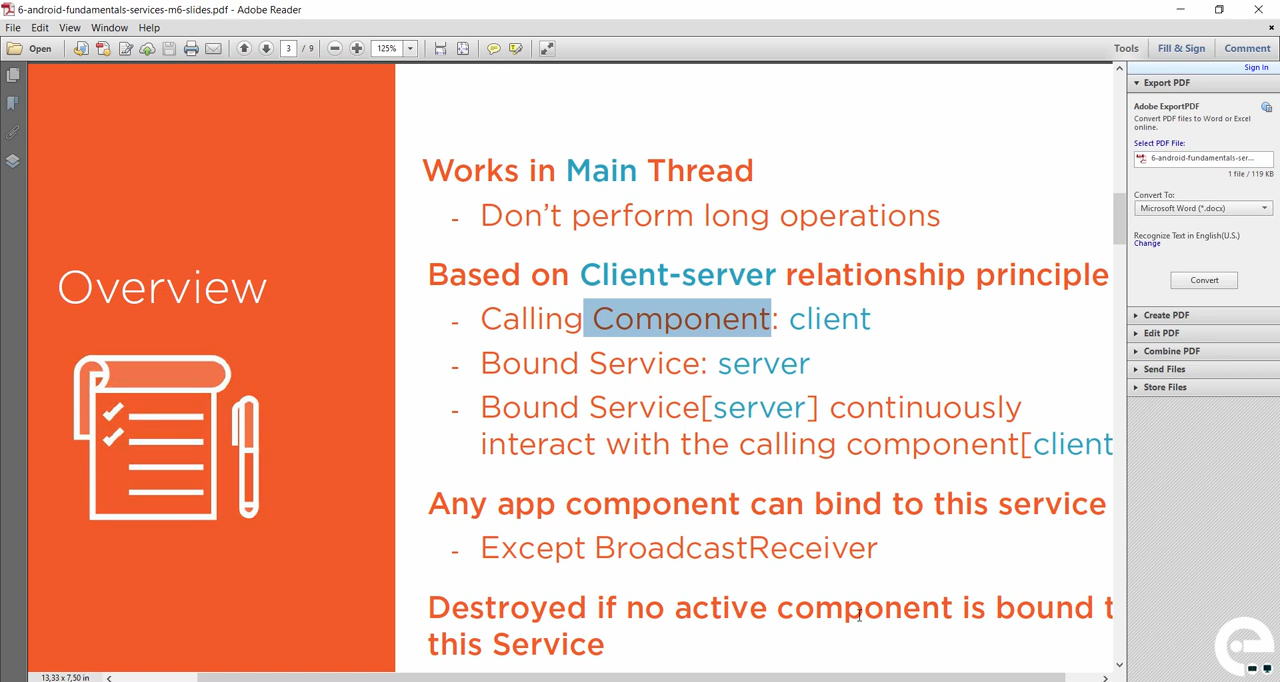 6-android-fundamentals-services-m6-slides.pdf - Adobe Reader
File Edit View Window Help
Open 3 / 9 125% Tools Fill & Sign Comment
Sign In
Export PDF
Adobe ExportPDF
Convert PDF files to Word or Excel
online.
Select PDF File:
6-android-fundamentals-ser...
1 file / 119 KB
Convert To:
Microsoft Word (*.docx)
Recognize Text in English(U.S.)
Change
Convert
Create PDF
Edit PDF
Combine PDF
Send Files
Store Files
Overview
Works in Main Thread
- Don’t perform long operations
Based on Client-server relationship principle
- Calling Component: client
- Bound Service: server
- Bound Service[server] continuously
interact with the calling component[client
Any app component can bind to this service
- Except BroadcastReceiver
Destroyed if no active component is bound t
this Service
13,33 x 7,50 in